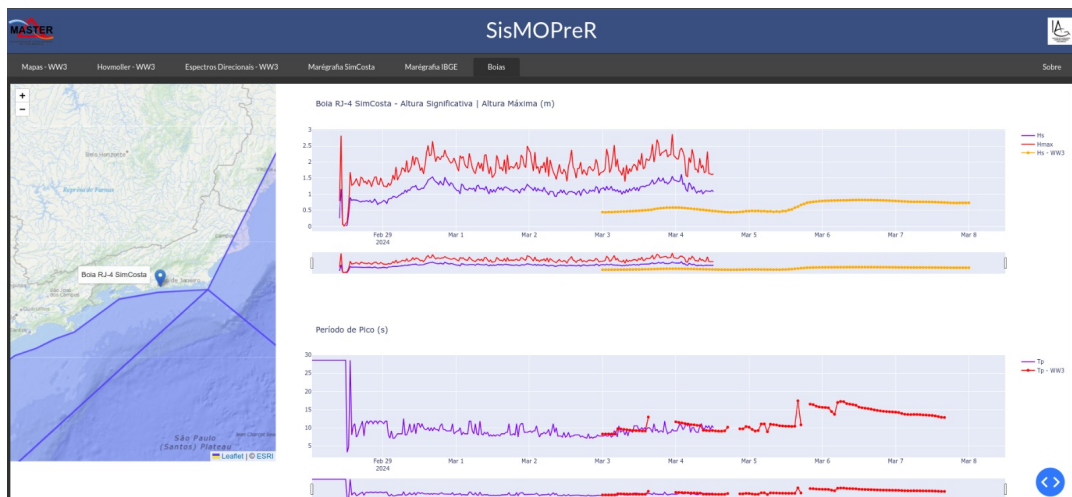 MASTER
SisMOPreR
Mapas - WW3
Hovmoller - WW3
Espectros Direcionais - WW3
Marégrafia SimCosta
Marégrafia IBGE
Boias
Sobre
+
−
Belo Horizonte
Boia RJ-4 SimCosta
São Paulo
(Santos) Plateau
Leaflet | © ESRI
Boia RJ-4 SimCosta - Altura Significativa | Altura Máxima (m)
3
2.5
2
1.5
1
0.5
0
Feb 29
2024
Mar 1
Mar 2
Mar 3
Mar 4
Mar 5
Mar 6
Mar 7
Mar 8
Hs
Hmax
Hs - WW3
Período de Pico (s)
30
25
20
15
10
5
Feb 29
2024
Mar 1
Mar 2
Mar 3
Mar 4
Mar 5
Mar 6
Mar 7
Mar 8
Tp
Tp - WW3